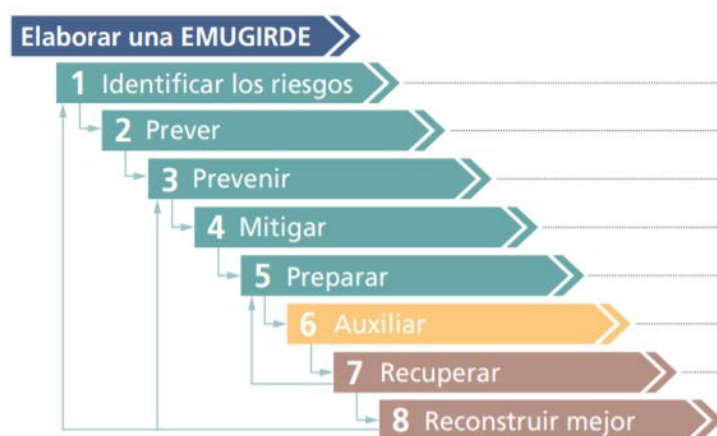 Elaborar una EMUGIRDE
1 Identificar los riesgos
2 Prever
3 Prevenir
4 Mitigar
5 Preparar
6 Auxiliar
7 Recuperar
8 Reconstruir mejor